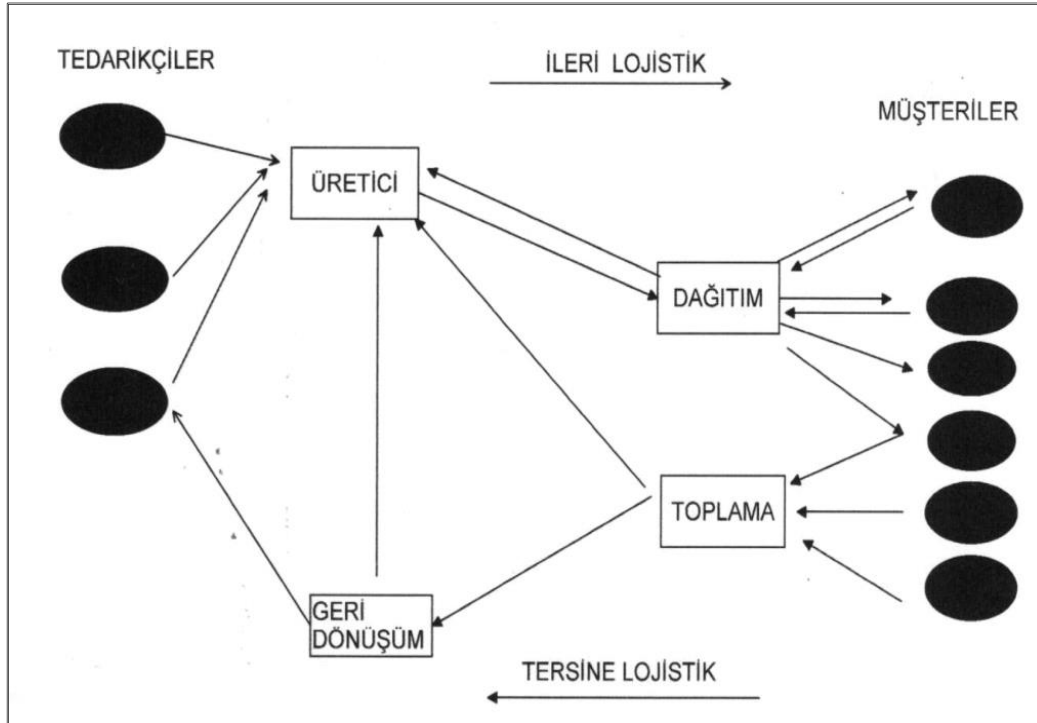 TEDARİKÇİLER
İLERİ LOJİSTİK
MÜŞTERİLER
ÜRETİCİ
DAĞITIM
TOPLAMA
GERİ
DÖNÜŞÜM
TERSİNE LOJİSTİK